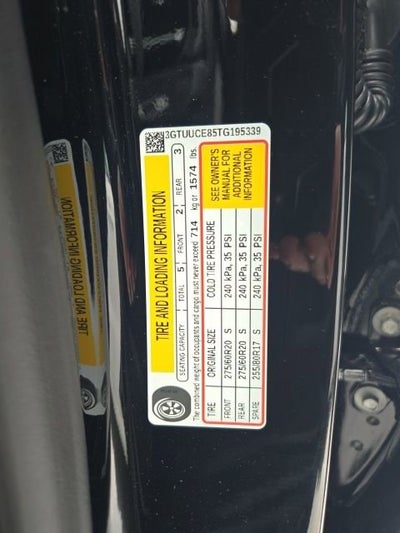 3GTUUCE85TG195339
TIRE AND LOADING INFORMATION
SEATING CAPACITY TOTAL 5 FRONT 2 REAR 3
The combined weight of occupants and cargo must never exceed 714 kg or 1574 lbs.
TIRE ORIGINAL SIZE COLD TIRE PRESSURE
FRONT 275/60R20 S 240 kPa, 35 PSI
REAR 275/60R20 S 240 kPa, 35 PSI
SPARE 255/80R17 S 240 kPa, 35 PSI
SEE OWNER'S
MANUAL FOR
ADDITIONAL
INFORMATION
TIRE AND LOADING INFORMATION